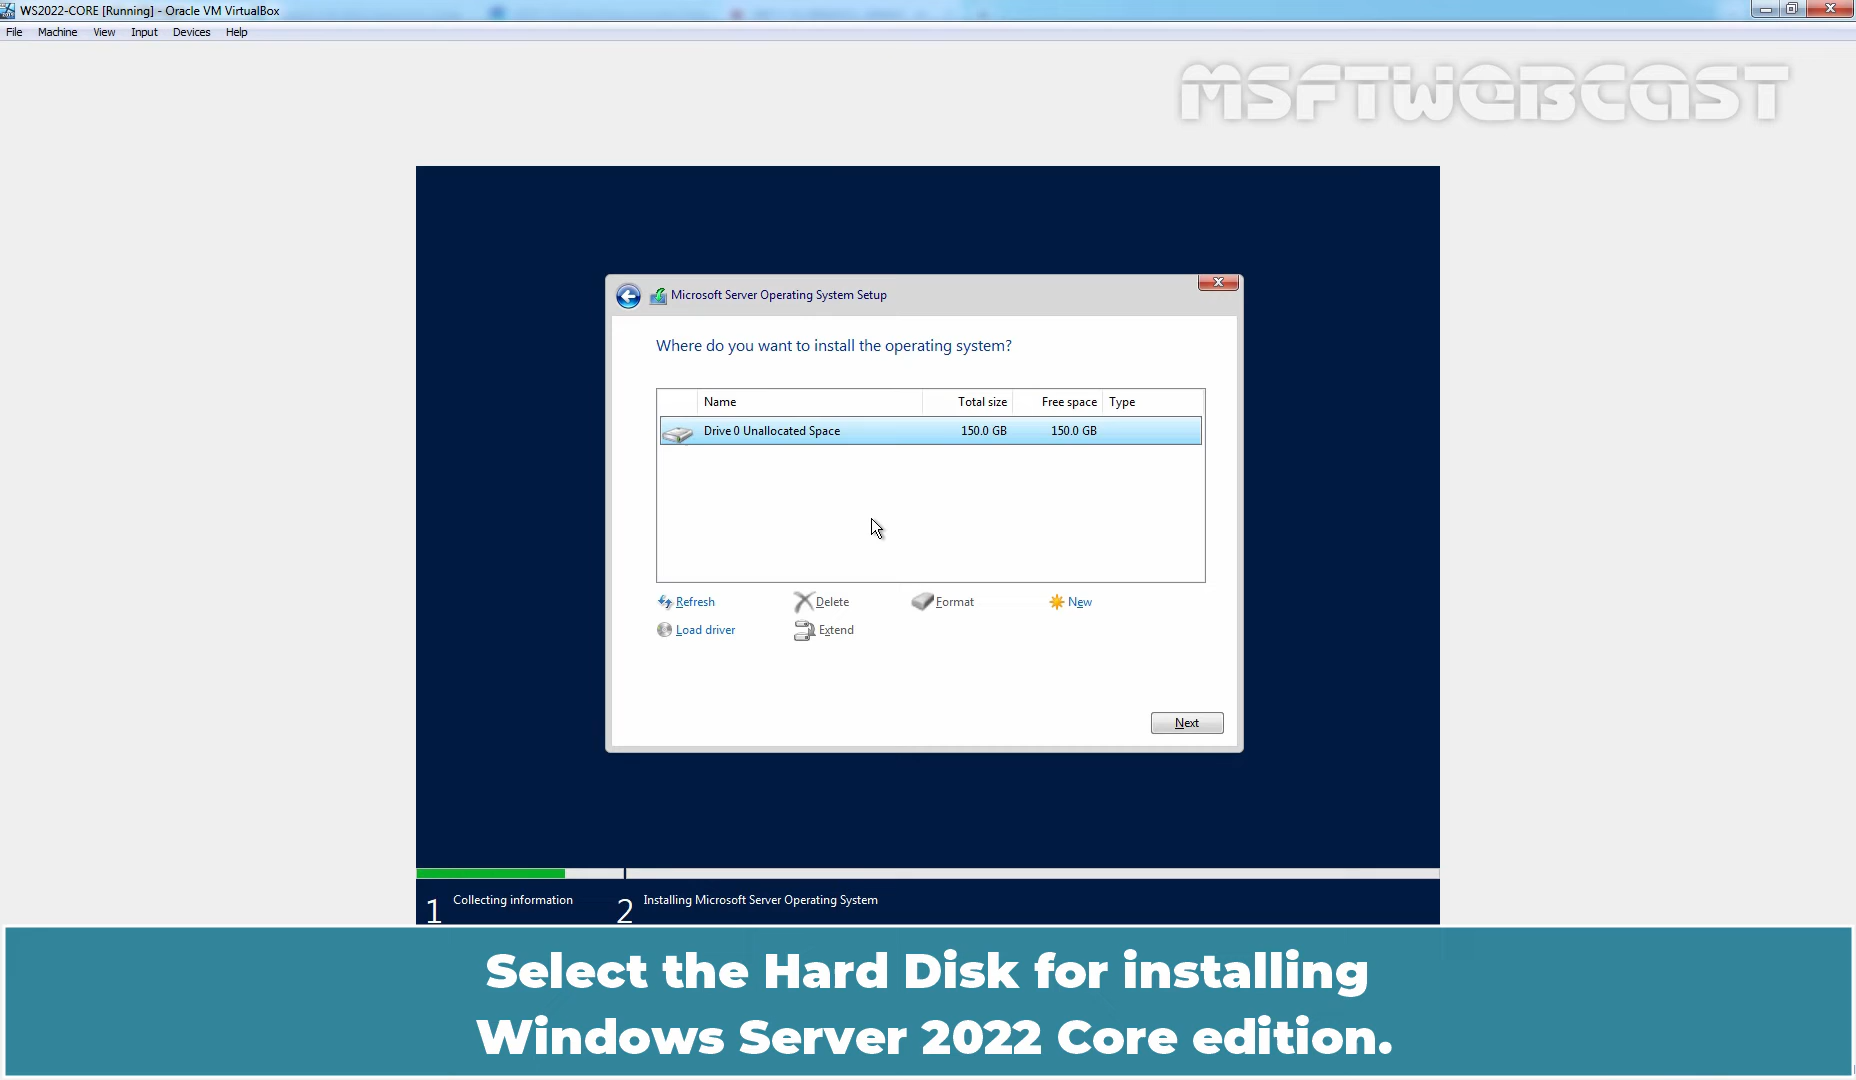 WS2022-CORE [Running] - Oracle VM VirtualBox
File Machine View Input Devices Help
MSFTWEBCAST
Microsoft Server Operating System Setup
Where do you want to install the operating system?
Name Total size Free space Type
Drive 0 Unallocated Space 150.0 GB 150.0 GB
Refresh Delete Format New
Load driver Extend
Next
1 Collecting information 2 Installing Microsoft Server Operating System
Select the Hard Disk for installing
Windows Server 2022 Core edition.